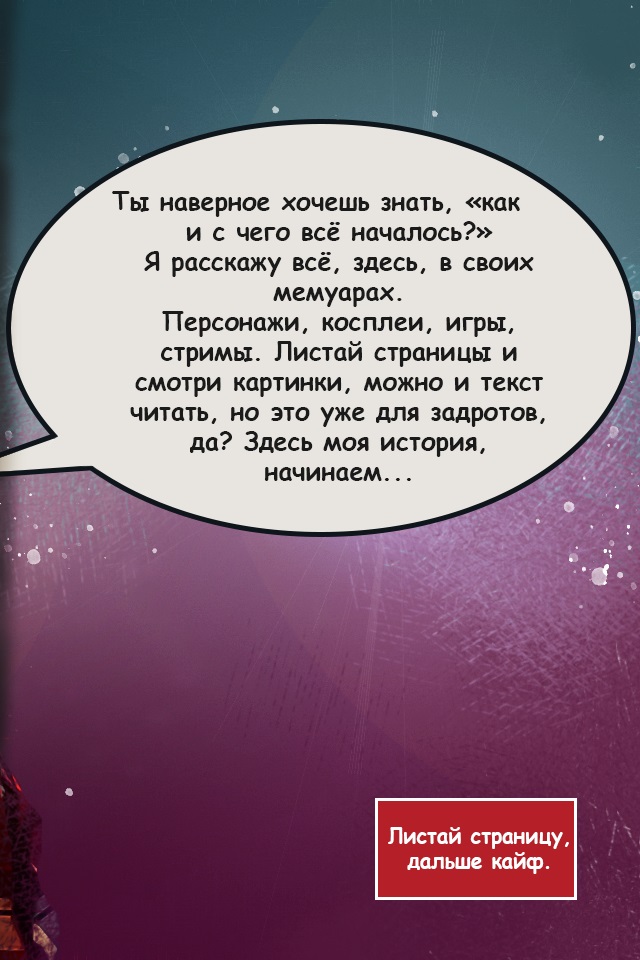 Ты наверное хочешь знать, «как
и с чего всё началось?»
Я расскажу всё, здесь, в своих
мемуарах.
Персонажи, косплеи, игры,
стримы. Листай страницы и
смотри картинки, можно и текст
читать, но это уже для задротов,
да? Здесь моя история,
начинаем...
Листай страницу,
дальше кайф.